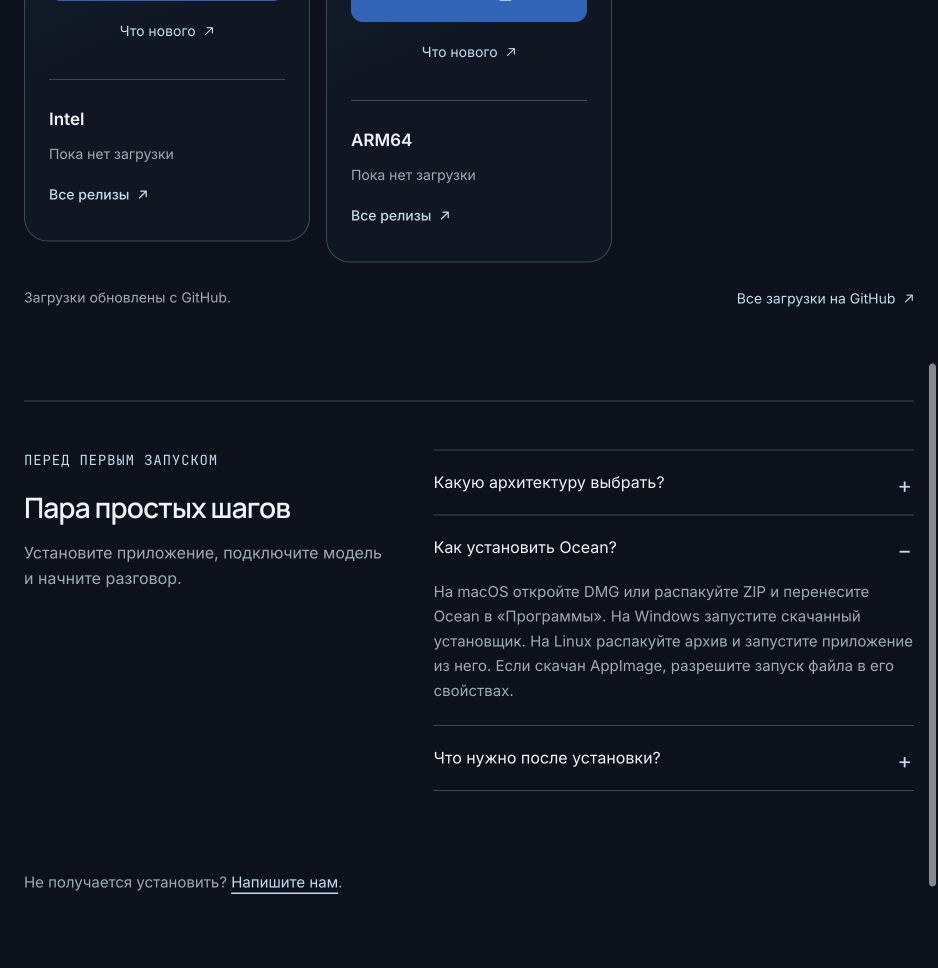 Что нового ↗
Intel
Пока нет загрузки
Все релизы ↗
Что нового ↗
ARM64
Пока нет загрузки
Все релизы ↗
Загрузки обновлены с GitHub.
Все загрузки на GitHub ↗
ПЕРЕД ПЕРВЫМ ЗАПУСКОМ
Пара простых шагов
Установите приложение, подключите модель
и начните разговор.
Какую архитектуру выбрать? +
Как установить Ocean? −
На macOS откройте DMG или распакуйте ZIP и перенесите
Ocean в «Программы». На Windows запустите скачанный
установщик. На Linux распакуйте архив и запустите приложение
из него. Если скачан AppImage, разрешите запуск файла в его
свойствах.
Что нужно после установки? +
Не получается установить? Напишите нам.